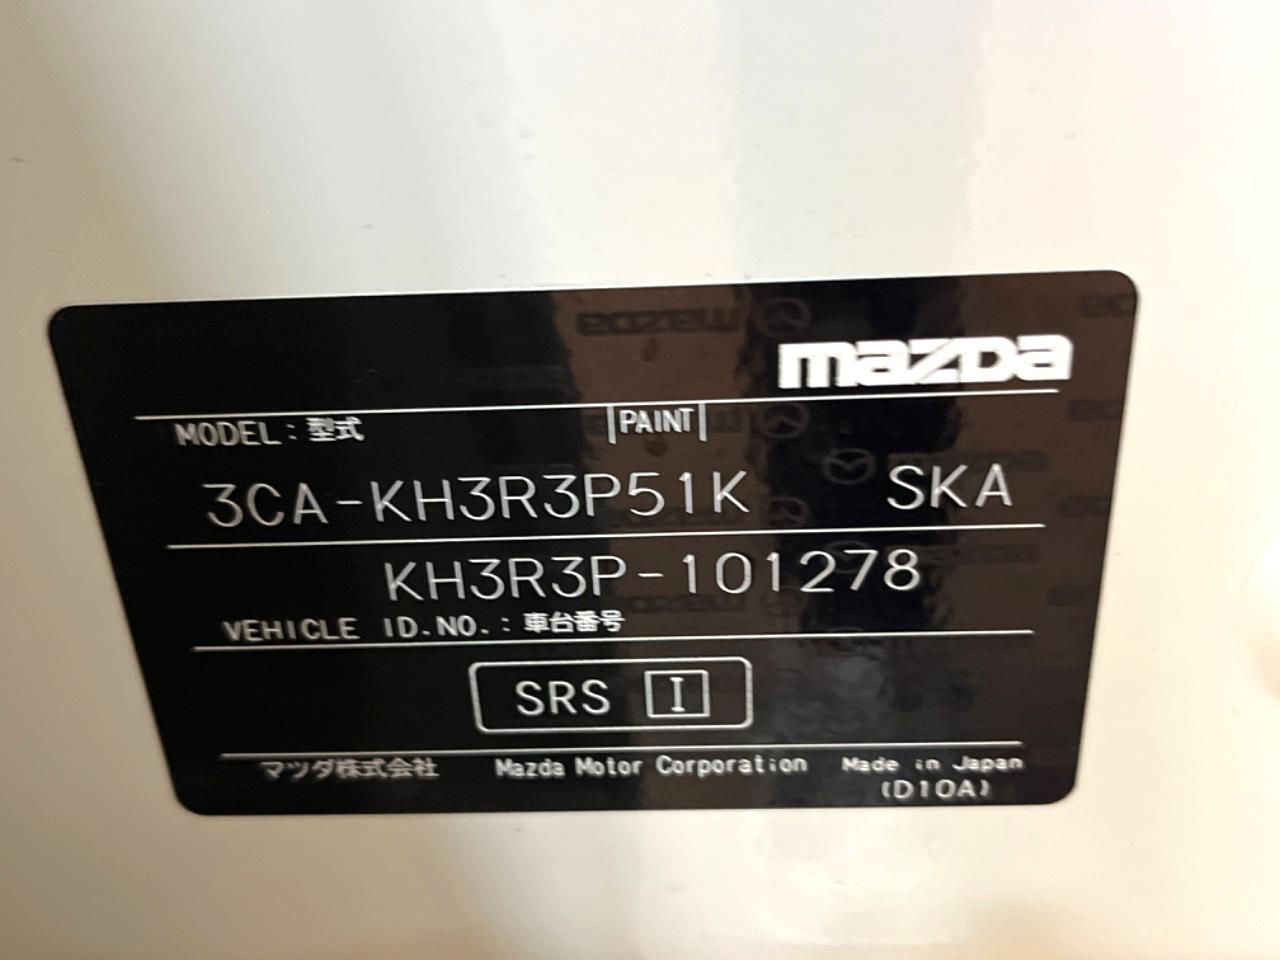 mazda
MODEL: 型式 PAINT
3CA-KH3R3P51K SKA
KH3R3P-101278
VEHICLE ID.NO.: 車台番号
SRS I
マツダ株式会社 Mazda Motor Corporation Made in Japan
(D10A)